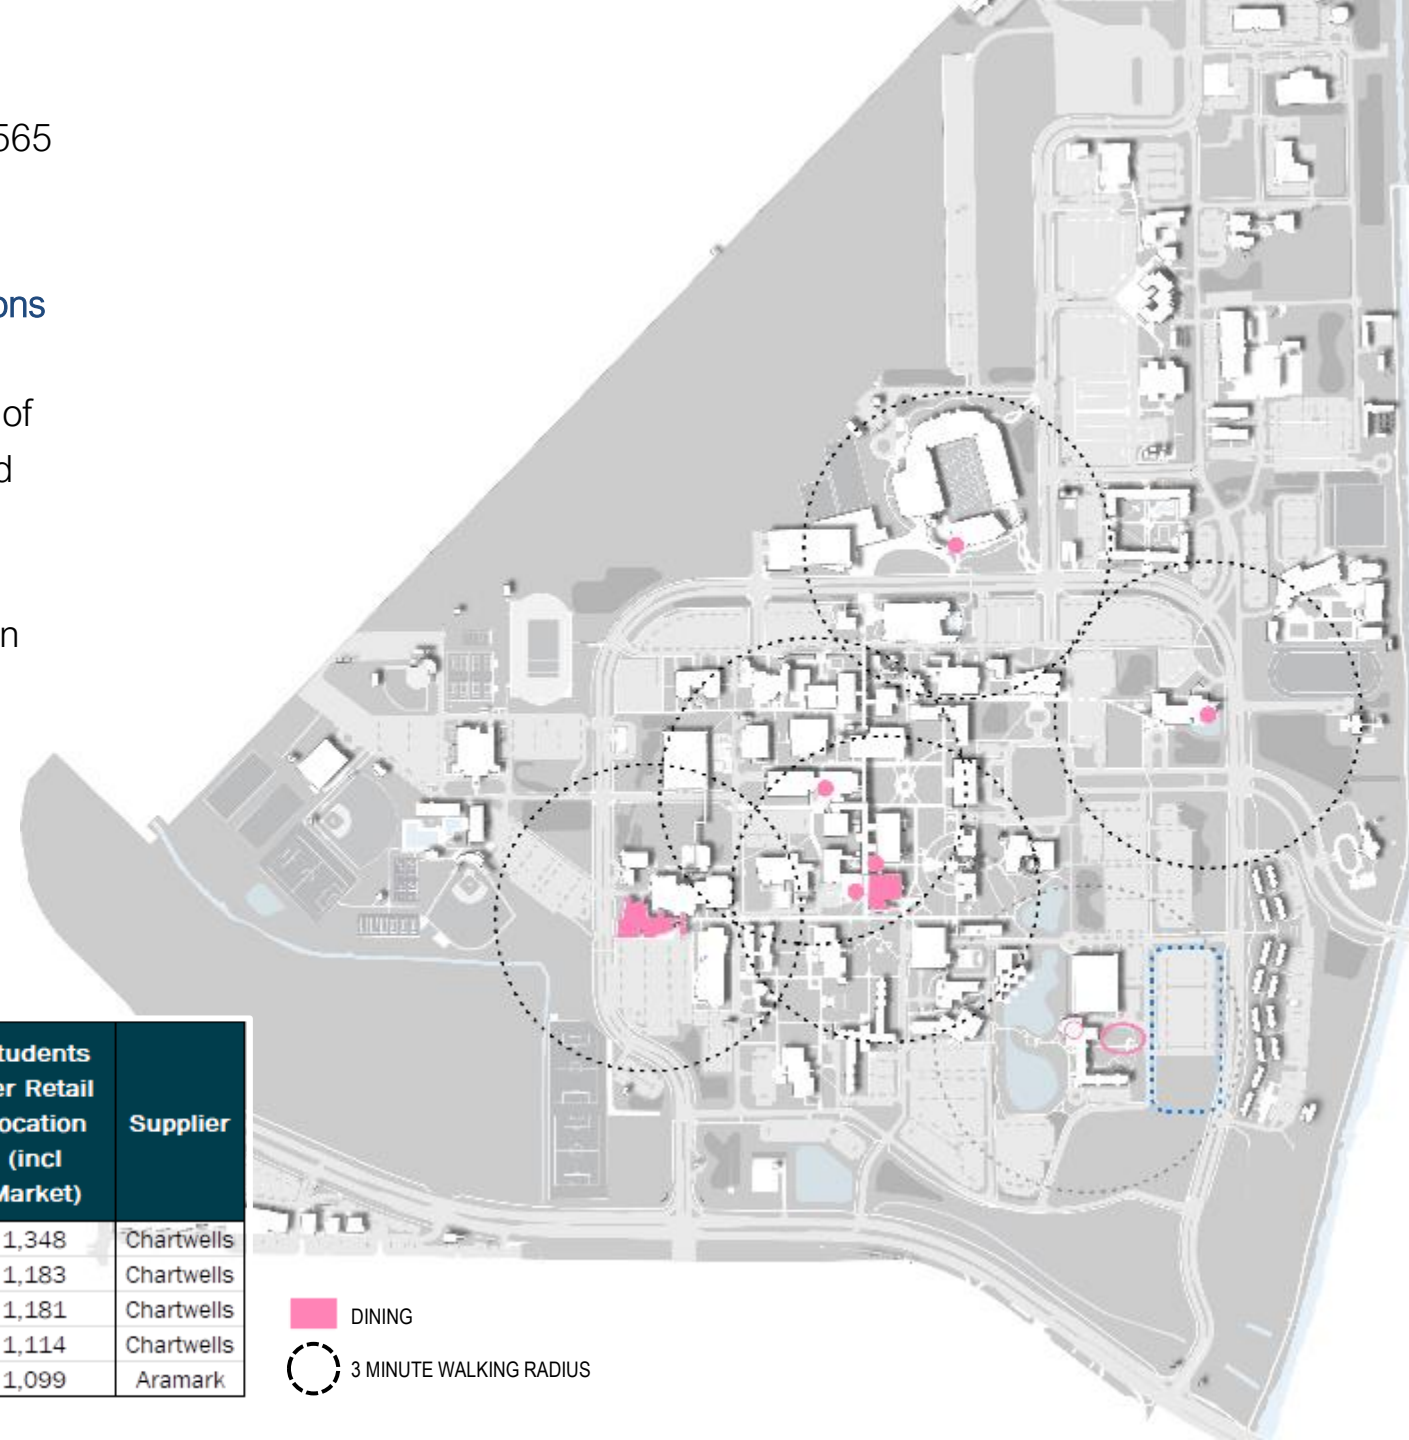 565
ons
of
d
n
tudents
er Retail
ocation
(incl
Market)
Supplier
1,348 Chartwells
1,183 Chartwells
1,181 Chartwells
1,114 Chartwells
1,099 Aramark
DINING
3 MINUTE WALKING RADIUS